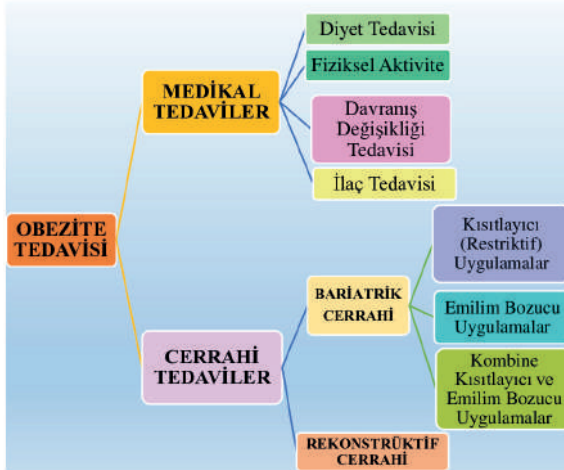 OBEZİTE
TEDAVİSİ
MEDİKAL
TEDAVİLER
Diyet Tedavisi
Fiziksel Aktivite
Davranış
Değişikliği
Tedavisi
İlaç Tedavisi
CERRAHİ
TEDAVİLER
BARİATRİK
CERRAHİ
Kısıtlayıcı
(Restriktif)
Uygulamalar
Emilim Bozucu
Uygulamalar
Kombine
Kısıtlayıcı ve
Emilim Bozucu
Uygulamalar
REKONSTRÜKTİF
CERRAHİ